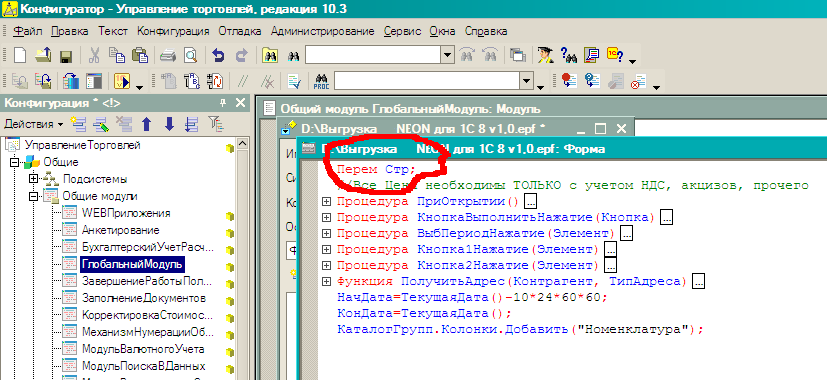 Конфигуратор - Управление торговлей, редакция 10.3
Файл Правка Текст Конфигурация Отладка Администрирование Сервис Окна Справка
Конфигурация * <!>
Действия
УправлениеТорговлей
Общие
Подсистемы
Общие модули
WEBПриложения
Анкетирование
БухгалтерскийУчетРасч...
ГлобальныйМодуль
ЗавершениеРаботыПол...
ЗаполнениеДокументов
КорректировкаСтоимос...
МеханизмНумерацииОб...
МодульВалютногоУчета
МодульПоискаВДанных
Общий модуль ГлобальныйМодуль: Модуль
D:\Выгрузка NEON для 1С 8 v1,0.epf *
D:\Выгрузка NEON для 1С 8 v1,0.epf: Форма
Перем Стр;
//Все Цены необходимы ТОЛЬКО с учетом НДС, акцизов, прочего
Процедура ПриОткрытии() ...
Процедура КнопкаВыполнитьНажатие(Кнопка) ...
Процедура ВыбПериодНажатие(Элемент) ...
Процедура Кнопка1Нажатие(Элемент) ...
Процедура Кнопка2Нажатие(Элемент) ...
Функция ПолучитьАдрес(Контрагент, ТипАдреса) ...
НачДата=ТекущаяДата()-10*24*60*60;
КонДата=ТекущаяДата();
КаталогГрупп.Колонки.Добавить("Номенклатура");